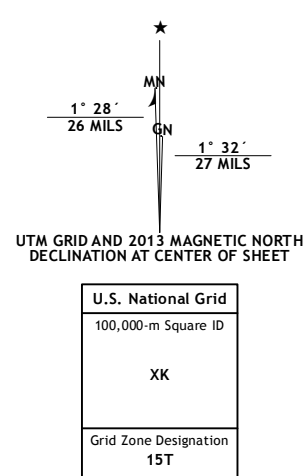 ★
MN
1° 28´
26 MILS
GN
1° 32´
27 MILS
UTM GRID AND 2013 MAGNETIC NORTH
DECLINATION AT CENTER OF SHEET
U.S. National Grid
100,000-m Square ID
XK
Grid Zone Designation
15T